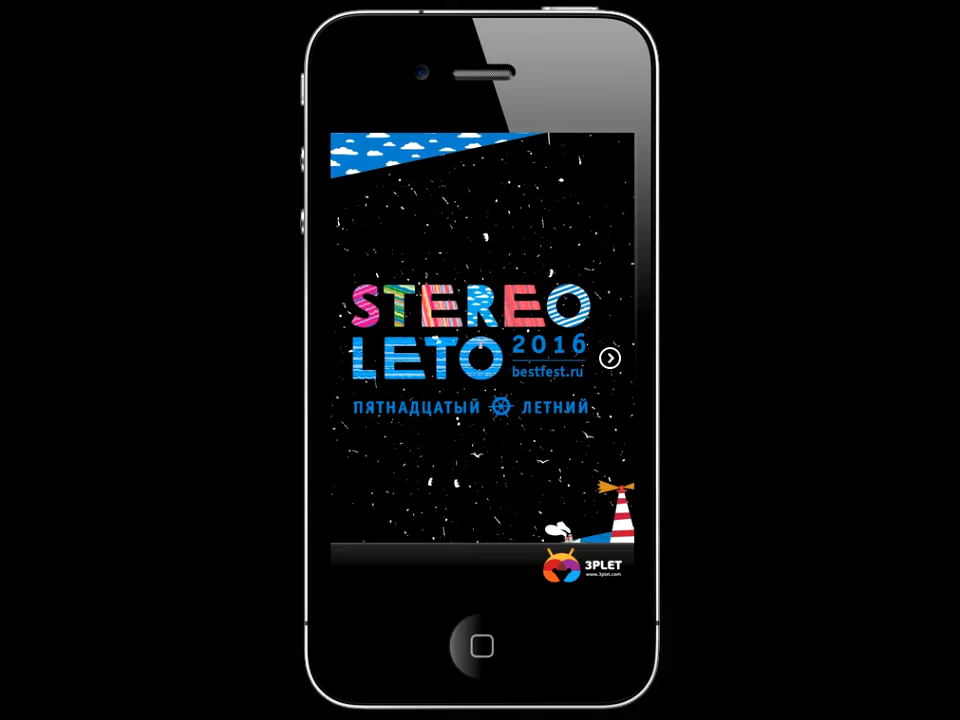 STEREO
LETO
2016
bestfest.ru
ПЯТНАДЦАТЫЙ ЛЕТНИЙ
3PLET
www.3plet.com